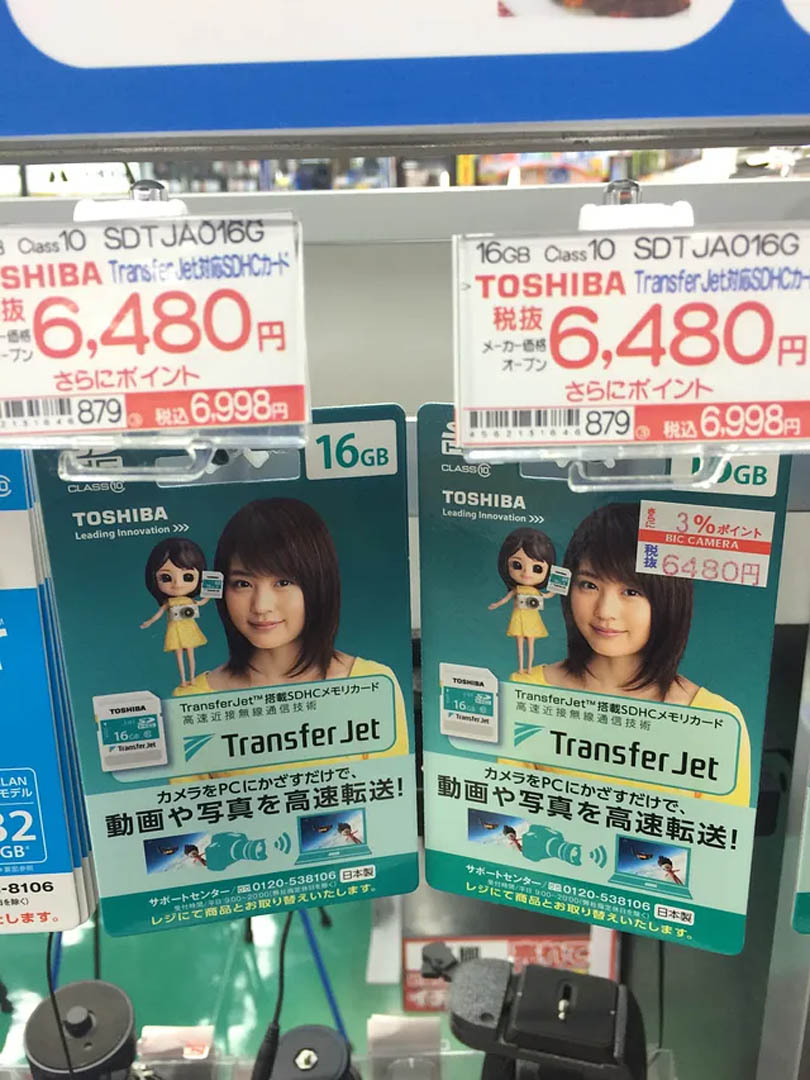 Class10 SDTJA016G
SHIBA TransferJet対応SDHCカード
抜 6,480円
ー価格
ープン
さらにポイント
879 税込 6,998円
16GB Class10 SDTJA016G
TOSHIBA TransferJet対応SDHCカー
税抜 6,480円
メーカー価格
オープン
さらにポイント
879 税込 6,998円
16GB
CLASS10
TOSHIBA
Leading Innovation >>>
TOSHIBA
16GB
TransferJet
TransferJet™搭載SDHCメモリカード
高速近接無線通信技術
TransferJet
カメラをPCにかざすだけで、
動画や写真を高速転送!
サポートセンター/0120-538106 日本製
レジにて商品とお取り替えいたします。
GB
CLASS10
TOSHIBA
Leading Innovation >>>
さらに 3%ポイント
BIC CAMERA
税抜 6480円
TOSHIBA
16GB
TransferJet
TransferJet™搭載SDHCメモリカード
高速近接無線通信技術
TransferJet
カメラをPCにかざすだけで、
動画や写真を高速転送!
サポートセンター/0120-538106 日本製
レジにて商品とお取り替えいたします。
LAN
モデル
32
GB
-8106
たします。